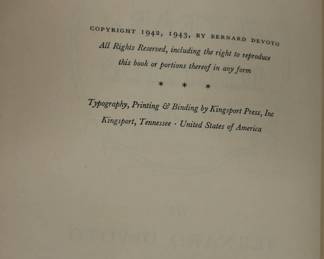 COPYRIGHT 1942, 1943, BY BERNARD DEVOTO
All Rights Reserved, including the right to reproduce
this book or portions thereof in any form
* * *
Typography, Printing & Binding by Kingsport Press, Inc
Kingsport, Tennessee · United States of America